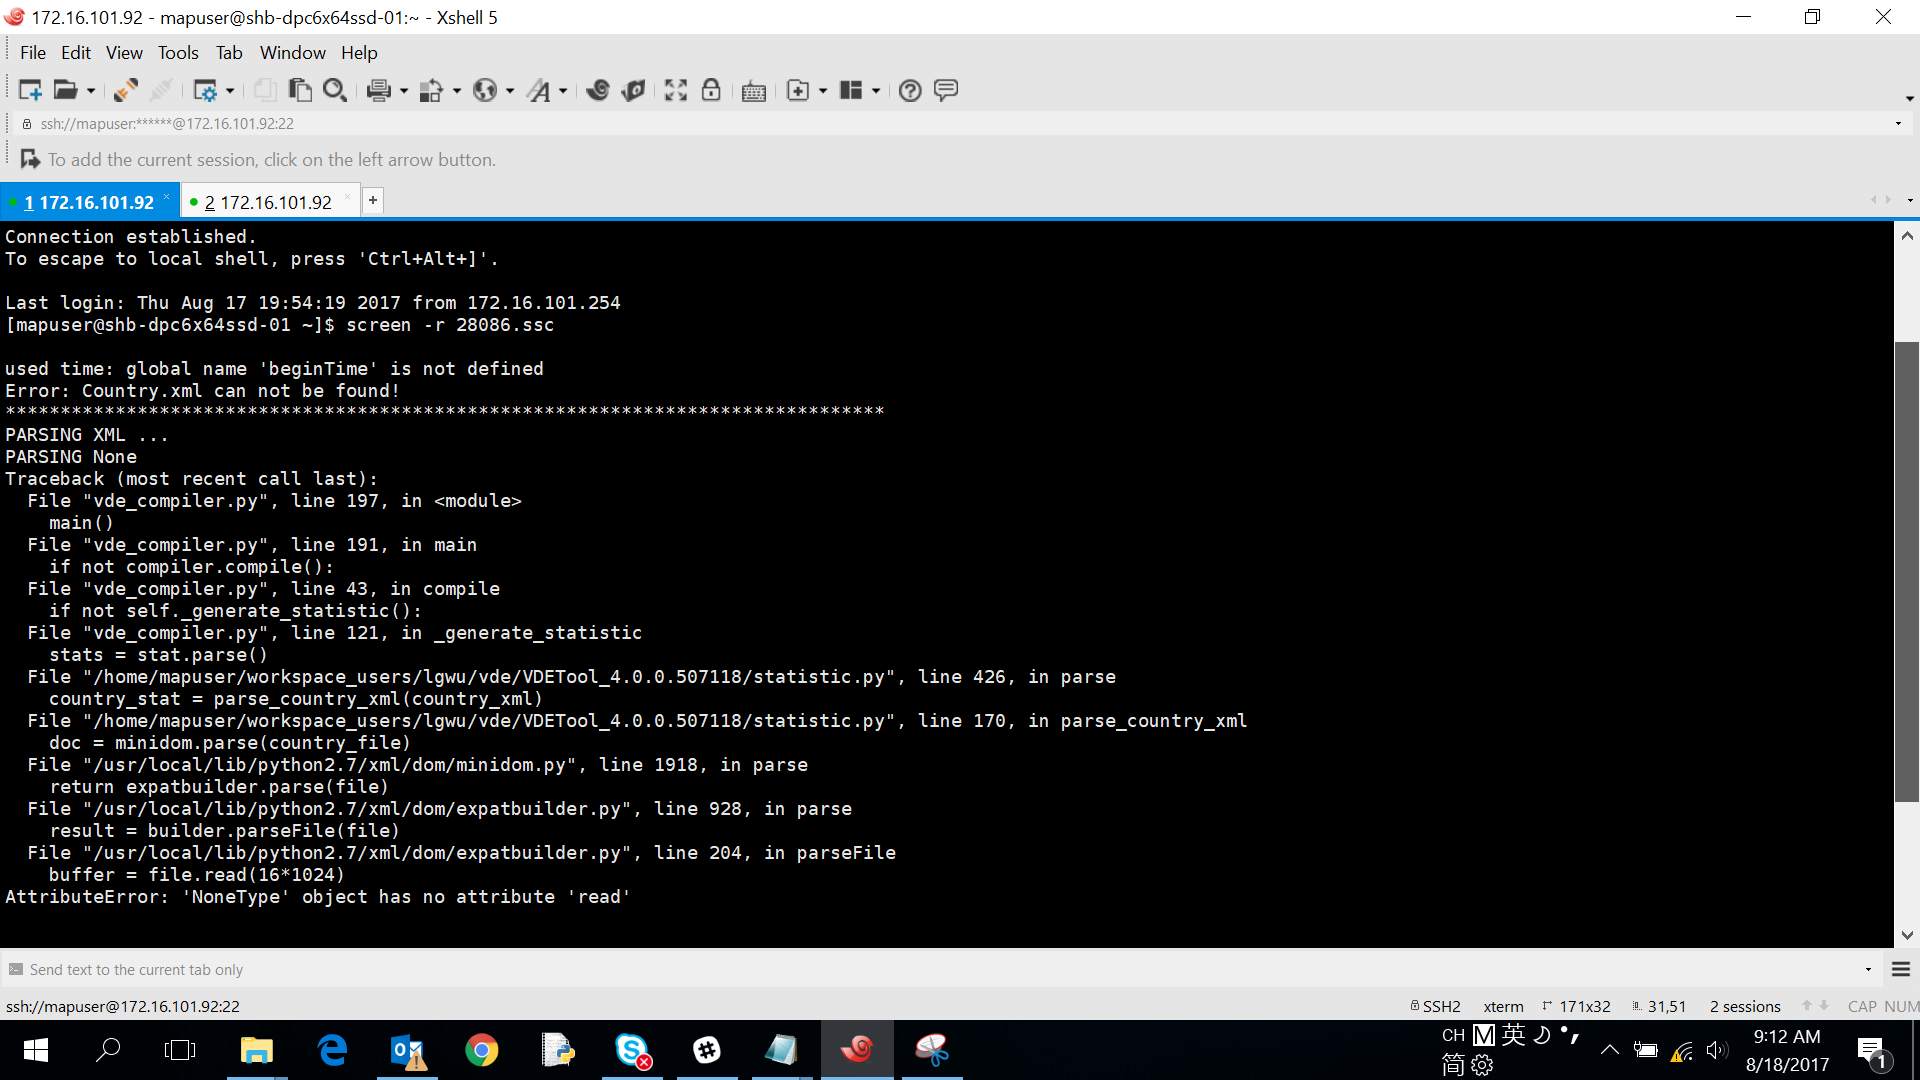 172.16.101.92 - mapuser@shb-dpc6x64ssd-01:~ - Xshell 5
File Edit View Tools Tab Window Help
ssh://mapuser:******@172.16.101.92:22
To add the current session, click on the left arrow button.
1 172.16.101.92 × 2 172.16.101.92 × +
Connection established.
To escape to local shell, press 'Ctrl+Alt+]'.
Last login: Thu Aug 17 19:54:19 2017 from 172.16.101.254
[mapuser@shb-dpc6x64ssd-01 ~]$ screen -r 28086.ssc
used time: global name 'beginTime' is not defined
Error: Country.xml can not be found!
********************************************************************************
PARSING XML ...
PARSING None
Traceback (most recent call last):
  File "vde_compiler.py", line 197, in <module>
    main()
  File "vde_compiler.py", line 191, in main
    if not compiler.compile():
  File "vde_compiler.py", line 43, in compile
    if not self._generate_statistic():
  File "vde_compiler.py", line 121, in _generate_statistic
    stats = stat.parse()
  File "/home/mapuser/workspace_users/lgwu/vde/VDETool_4.0.0.507118/statistic.py", line 426, in parse
    country_stat = parse_country_xml(country_xml)
  File "/home/mapuser/workspace_users/lgwu/vde/VDETool_4.0.0.507118/statistic.py", line 170, in parse_country_xml
    doc = minidom.parse(country_file)
  File "/usr/local/lib/python2.7/xml/dom/minidom.py", line 1918, in parse
    return expatbuilder.parse(file)
  File "/usr/local/lib/python2.7/xml/dom/expatbuilder.py", line 928, in parse
    result = builder.parseFile(file)
  File "/usr/local/lib/python2.7/xml/dom/expatbuilder.py", line 204, in parseFile
    buffer = file.read(16*1024)
AttributeError: 'NoneType' object has no attribute 'read'
Send text to the current tab only
ssh://mapuser@172.16.101.92:22 SSH2 xterm 171x32 31,51 2 sessions CAP NUM
CH M 英 9:12 AM
简 8/18/2017 1